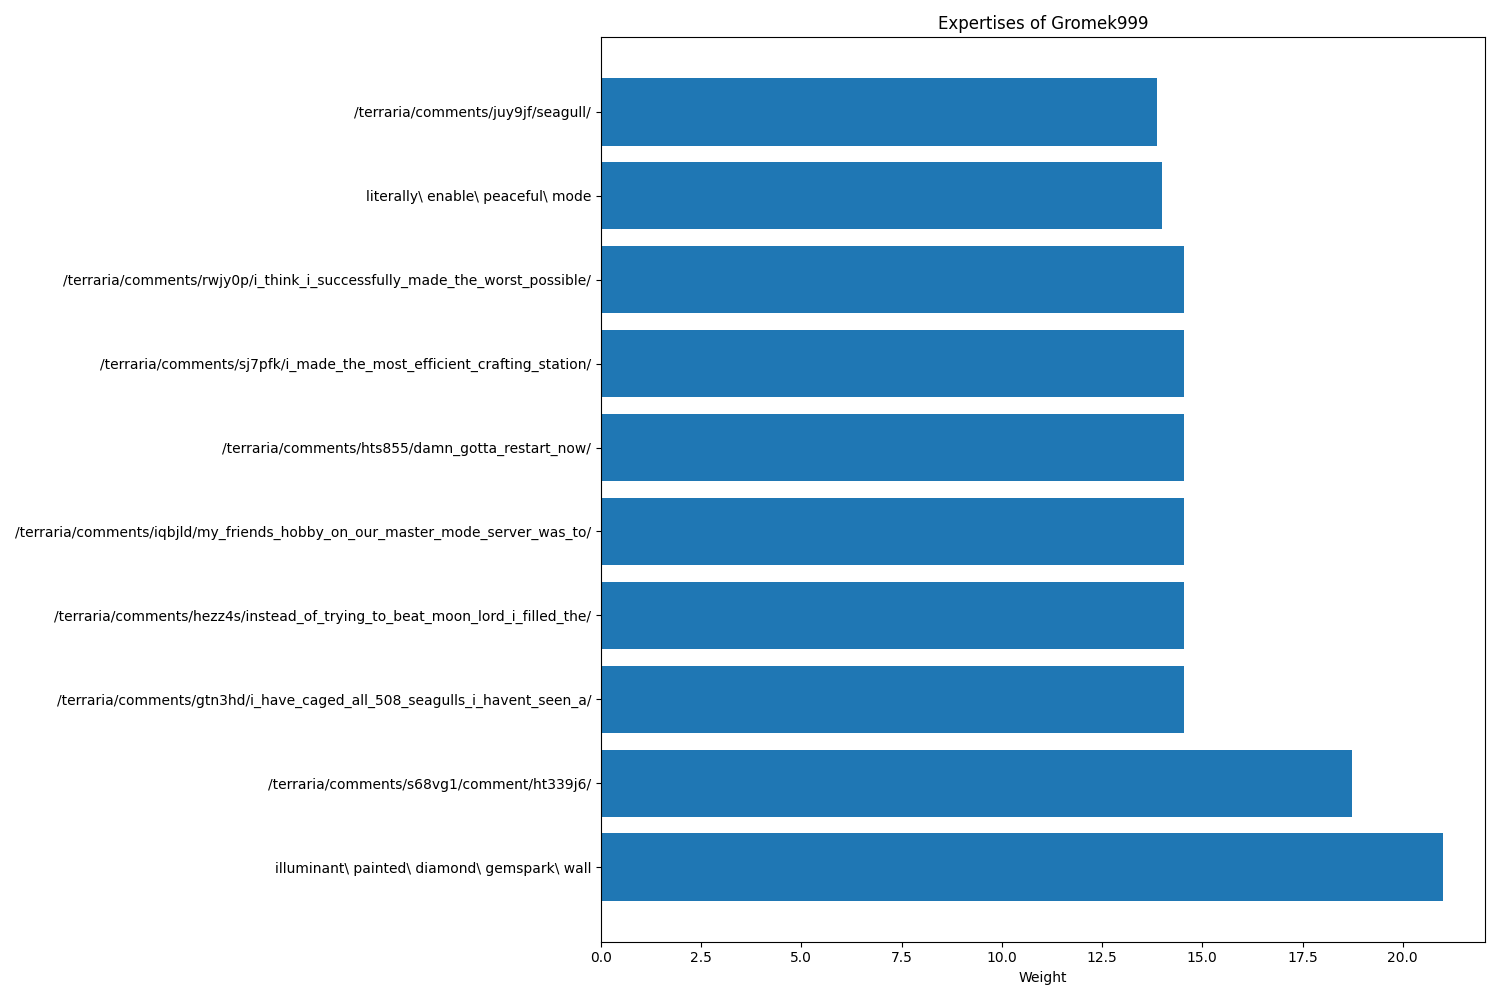 Expertises of Gromek999
/terraria/comments/juy9jf/seagull/
literally\ enable\ peaceful\ mode
/terraria/comments/rwjy0p/i_think_i_successfully_made_the_worst_possible/
/terraria/comments/sj7pfk/i_made_the_most_efficient_crafting_station/
/terraria/comments/hts855/damn_gotta_restart_now/
/terraria/comments/iqbjld/my_friends_hobby_on_our_master_mode_server_was_to/
/terraria/comments/hezz4s/instead_of_trying_to_beat_moon_lord_i_filled_the/
/terraria/comments/gtn3hd/i_have_caged_all_508_seagulls_i_havent_seen_a/
/terraria/comments/s68vg1/comment/ht339j6/
illuminant\ painted\ diamond\ gemspark\ wall
0.0 2.5 5.0 7.5 10.0 12.5 15.0 17.5 20.0
Weight